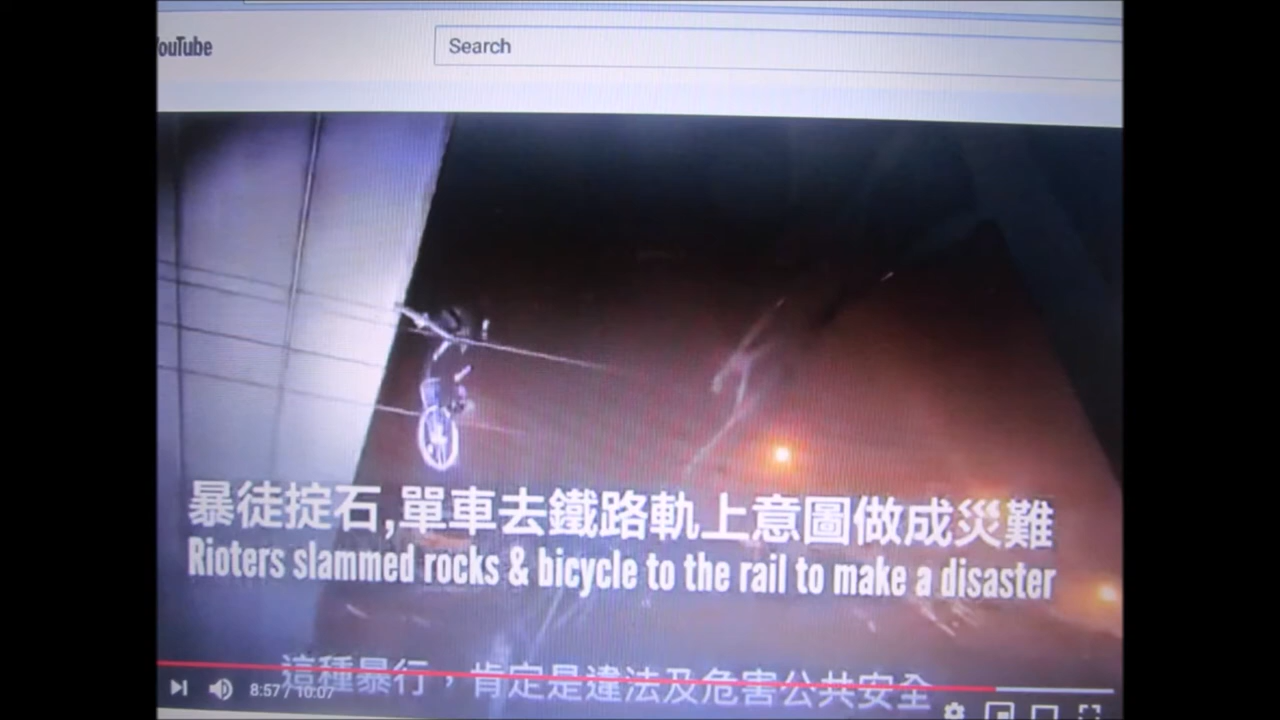 YouTube
Search
暴徒掟石,單車去鐵路軌上意圖做成災難
Rioters slammed rocks & bicycle to the rail to make a disaster
這種暴行，肯定是違法及危害公共安全
8:57 / 10:07